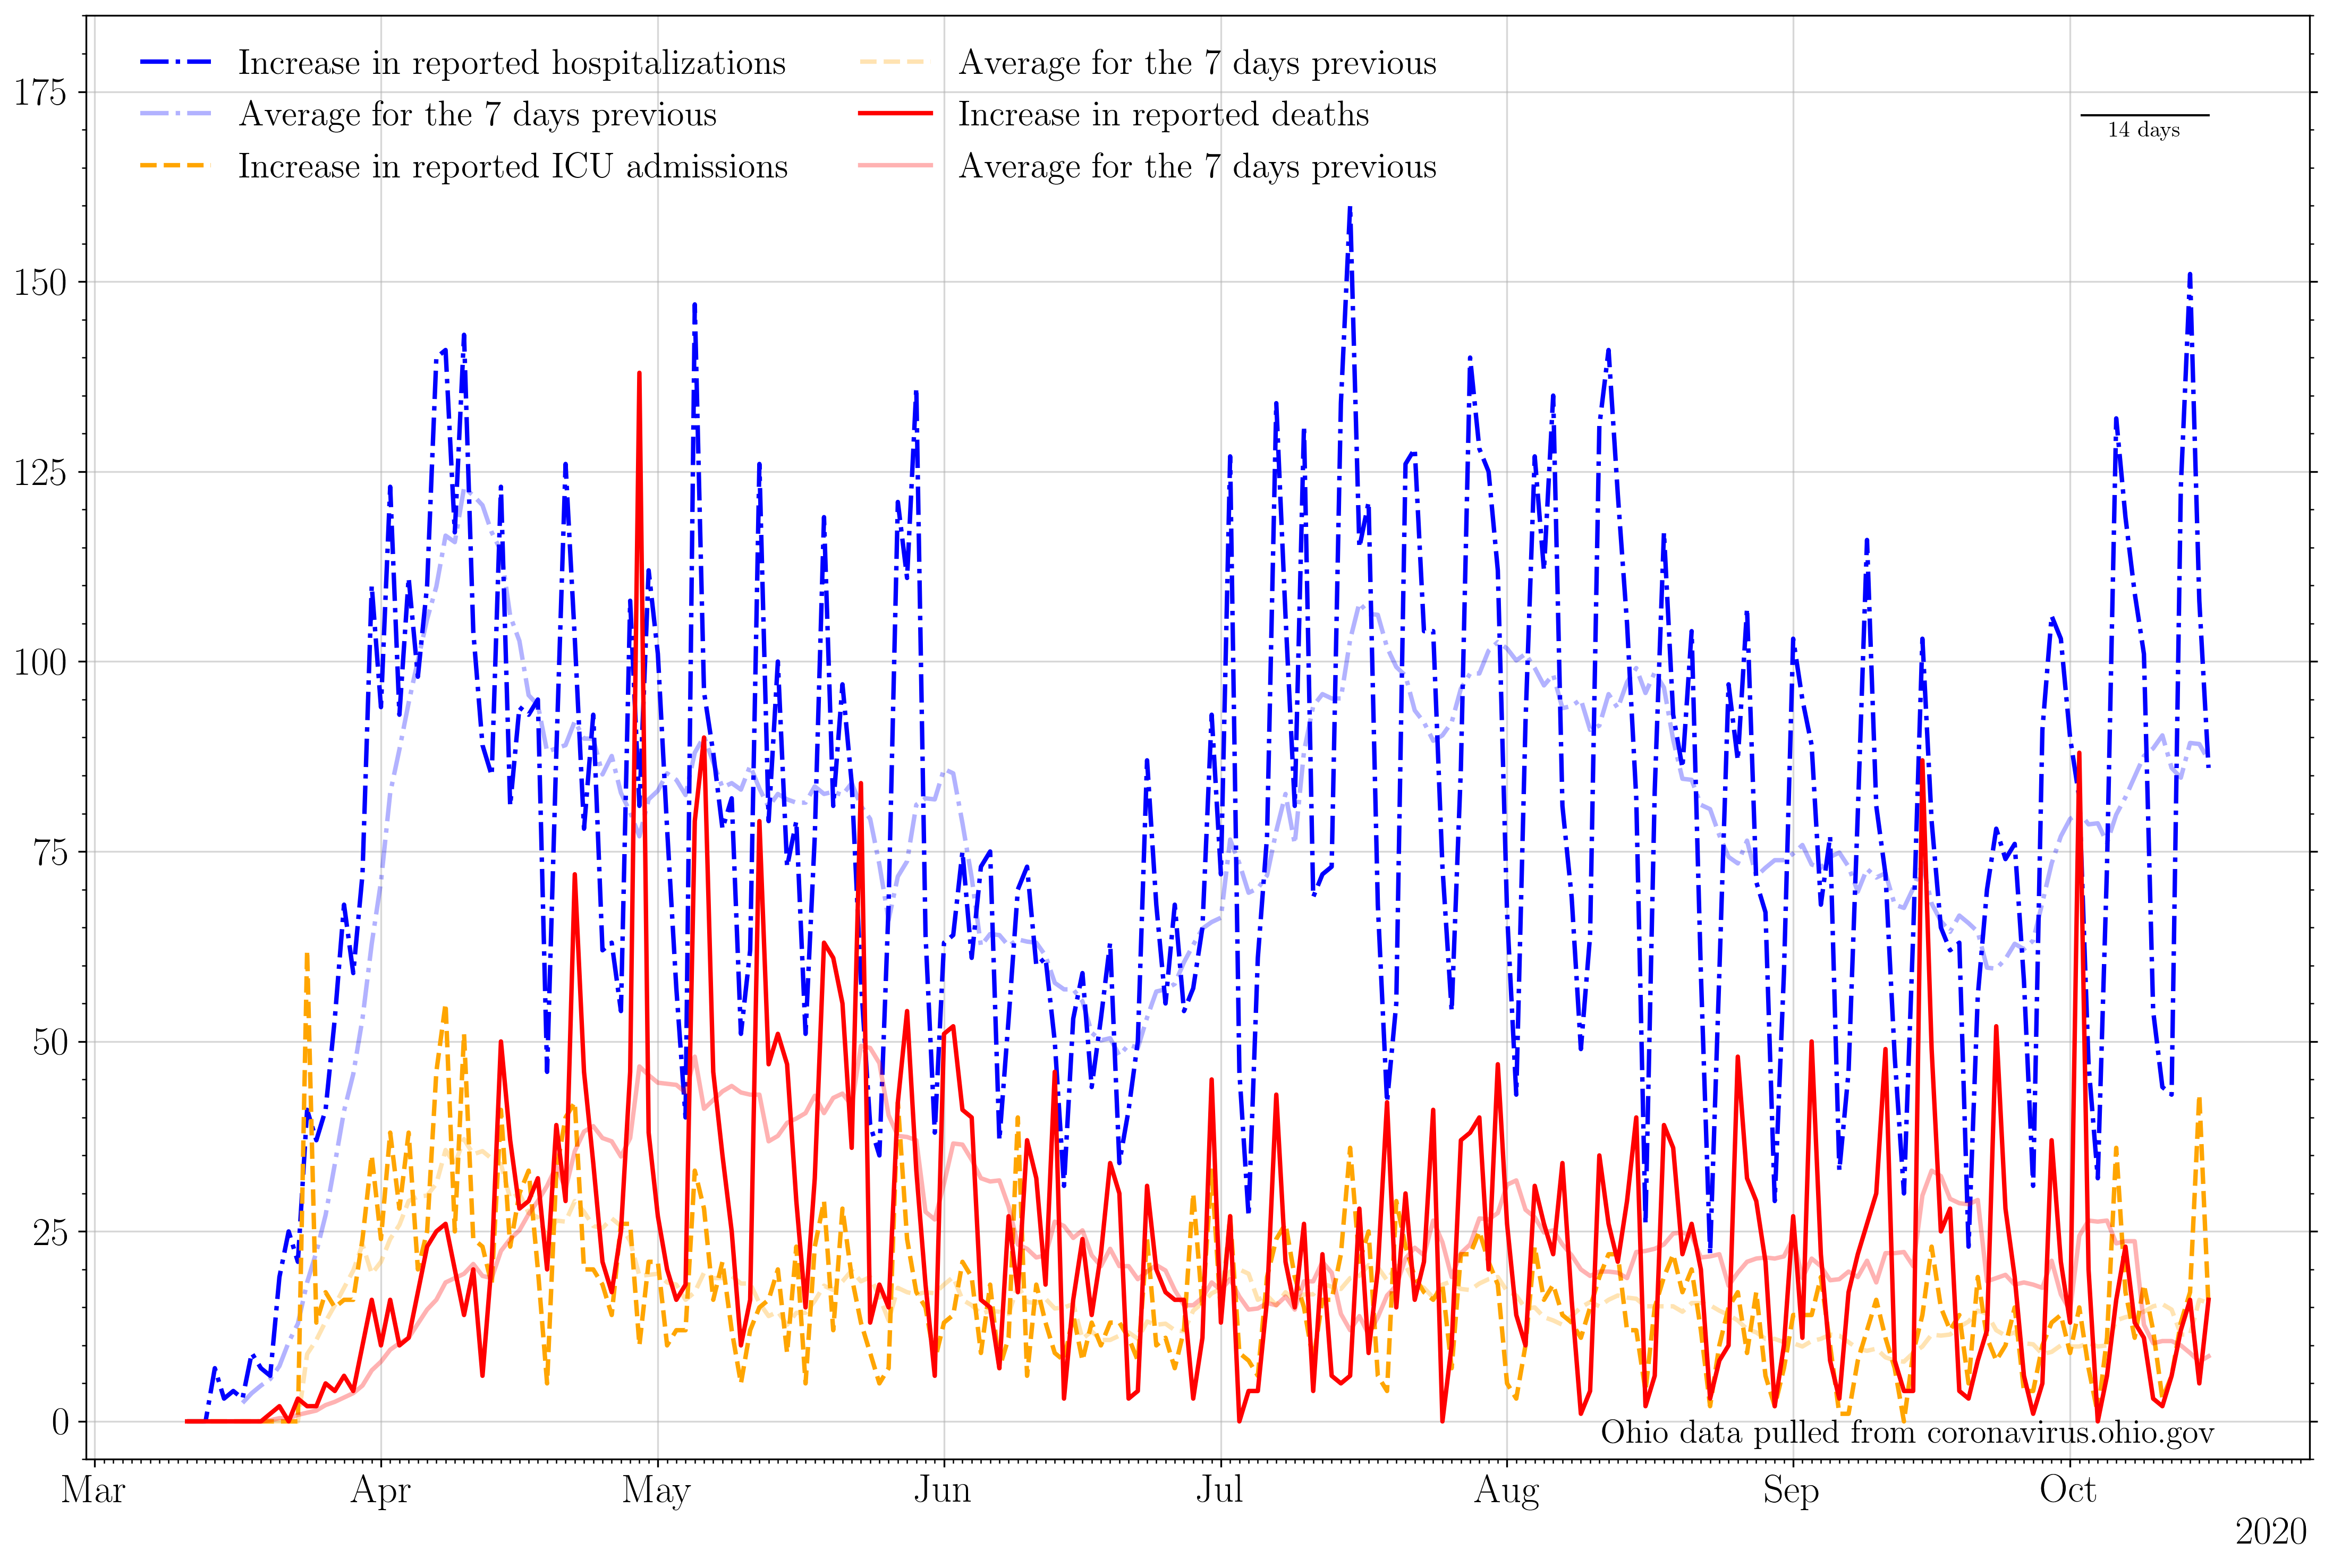 Increase in reported hospitalizations
Average for the 7 days previous
Increase in reported ICU admissions
Average for the 7 days previous
Increase in reported deaths
Average for the 7 days previous
14 days
175
150
125
100
75
50
25
0
Ohio data pulled from coronavirus.ohio.gov
Mar Apr May Jun Jul Aug Sep Oct
2020